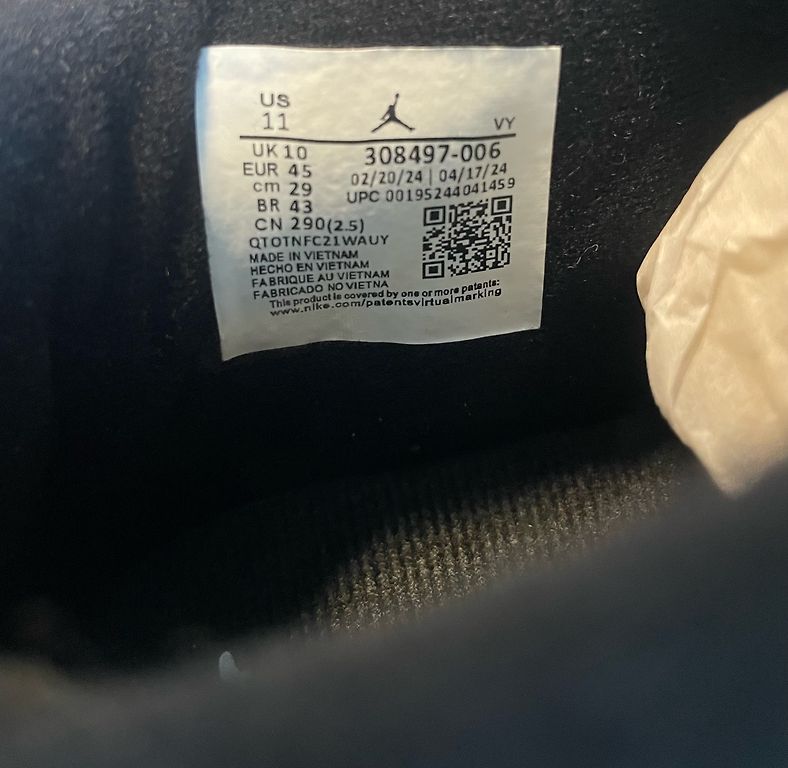 US
11
VY
UK 10
308497-006
EUR 45
02/20/24 | 04/17/24
cm 29
UPC 00195244041459
BR 43
CN 290(2.5)
QTOTNFC21WAUY
MADE IN VIETNAM
HECHO EN VIETNAM
FABRIQUE AU VIETNAM
FABRICADO NO VIETNA
This product is covered by one or more patents:
www.nike.com/patentsvirtualmarking